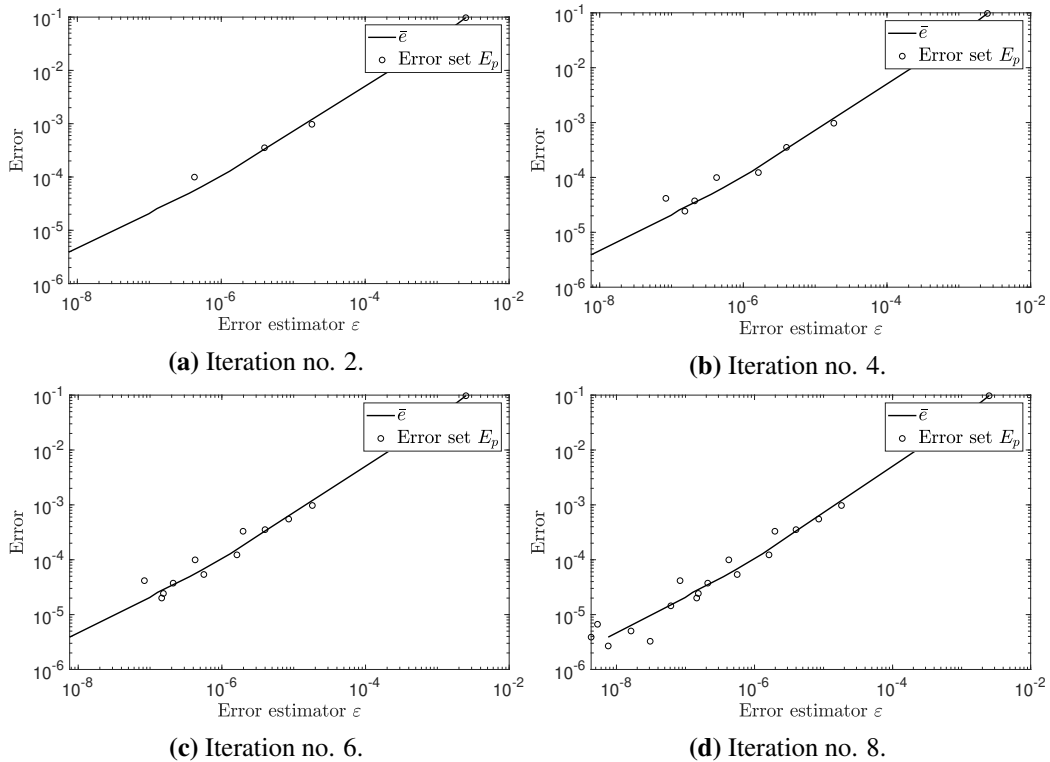 10^-1
10^-2
10^-3
10^-4
10^-5
10^-6
Error
ē
Error set E_p
10^-8
10^-6
10^-4
10^-2
Error estimator ε
(a) Iteration no. 2.
10^-1
10^-2
10^-3
10^-4
10^-5
10^-6
Error
ē
Error set E_p
10^-8
10^-6
10^-4
10^-2
Error estimator ε
(b) Iteration no. 4.
10^-1
10^-2
10^-3
10^-4
10^-5
10^-6
Error
ē
Error set E_p
10^-8
10^-6
10^-4
10^-2
Error estimator ε
(c) Iteration no. 6.
10^-1
10^-2
10^-3
10^-4
10^-5
10^-6
Error
ē
Error set E_p
10^-8
10^-6
10^-4
10^-2
Error estimator ε
(d) Iteration no. 8.